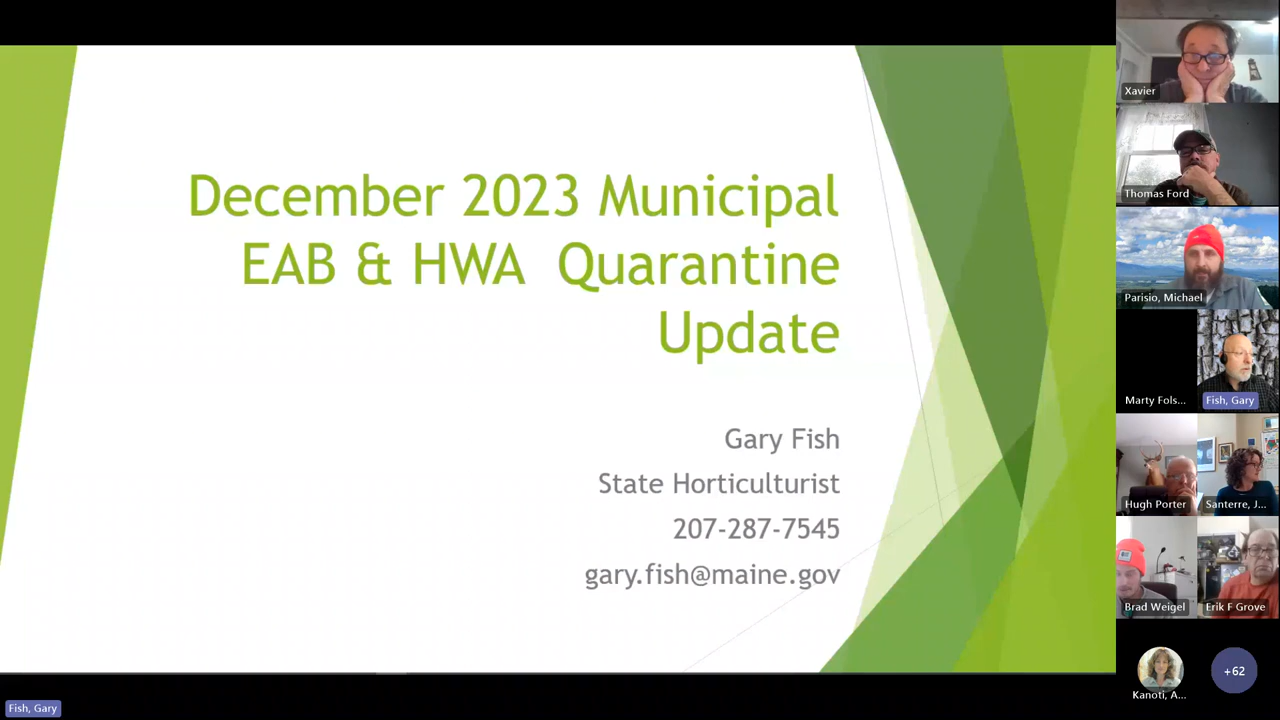 December 2023 Municipal
EAB & HWA Quarantine
Update
Gary Fish
State Horticulturist
207-287-7545
gary.fish@maine.gov
Xavier
Thomas Ford
Parisio, Michael
Marty Fols...
Fish, Gary
Hugh Porter
Santerre, J...
Brad Weigel
Erik F Grove
Kanoti, A...
+62
Fish, Gary